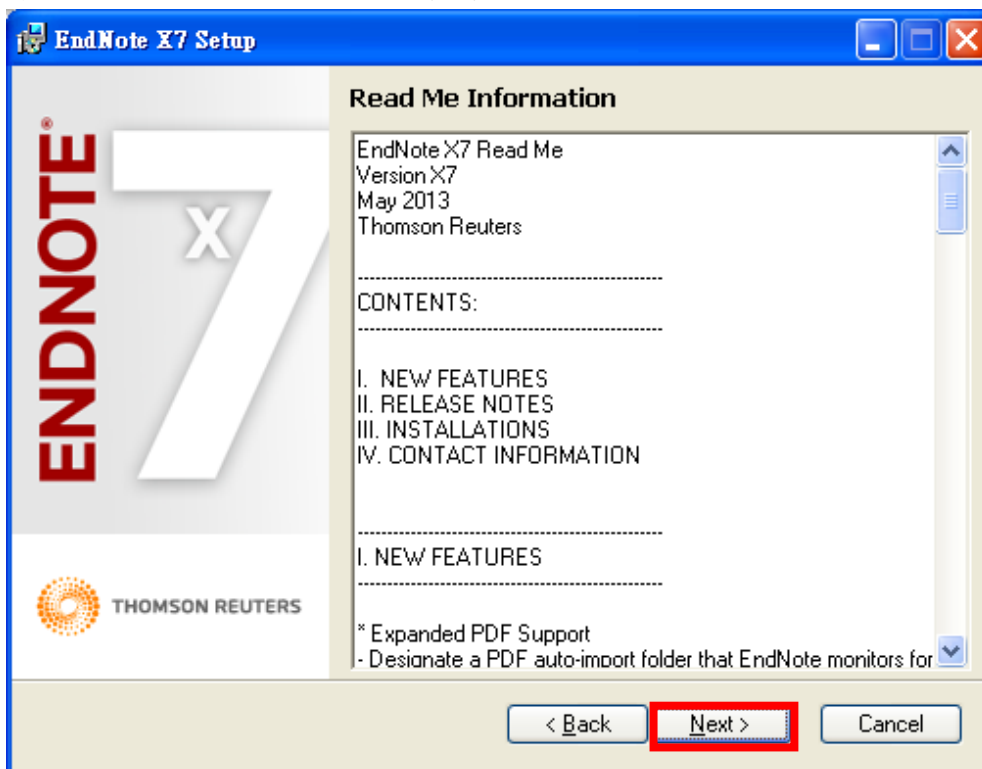 EndNote X7 Setup
ENDNOTE®
X
7
THOMSON REUTERS
Read Me Information
EndNote X7 Read Me
Version X7
May 2013
Thomson Reuters
------------------------------------------------------
CONTENTS:
------------------------------------------------------
I. NEW FEATURES
II. RELEASE NOTES
III. INSTALLATIONS
IV. CONTACT INFORMATION
------------------------------------------------------
I. NEW FEATURES
------------------------------------------------------
* Expanded PDF Support
- Designate a PDF auto-import folder that EndNote monitors for
< Back
Next >
Cancel